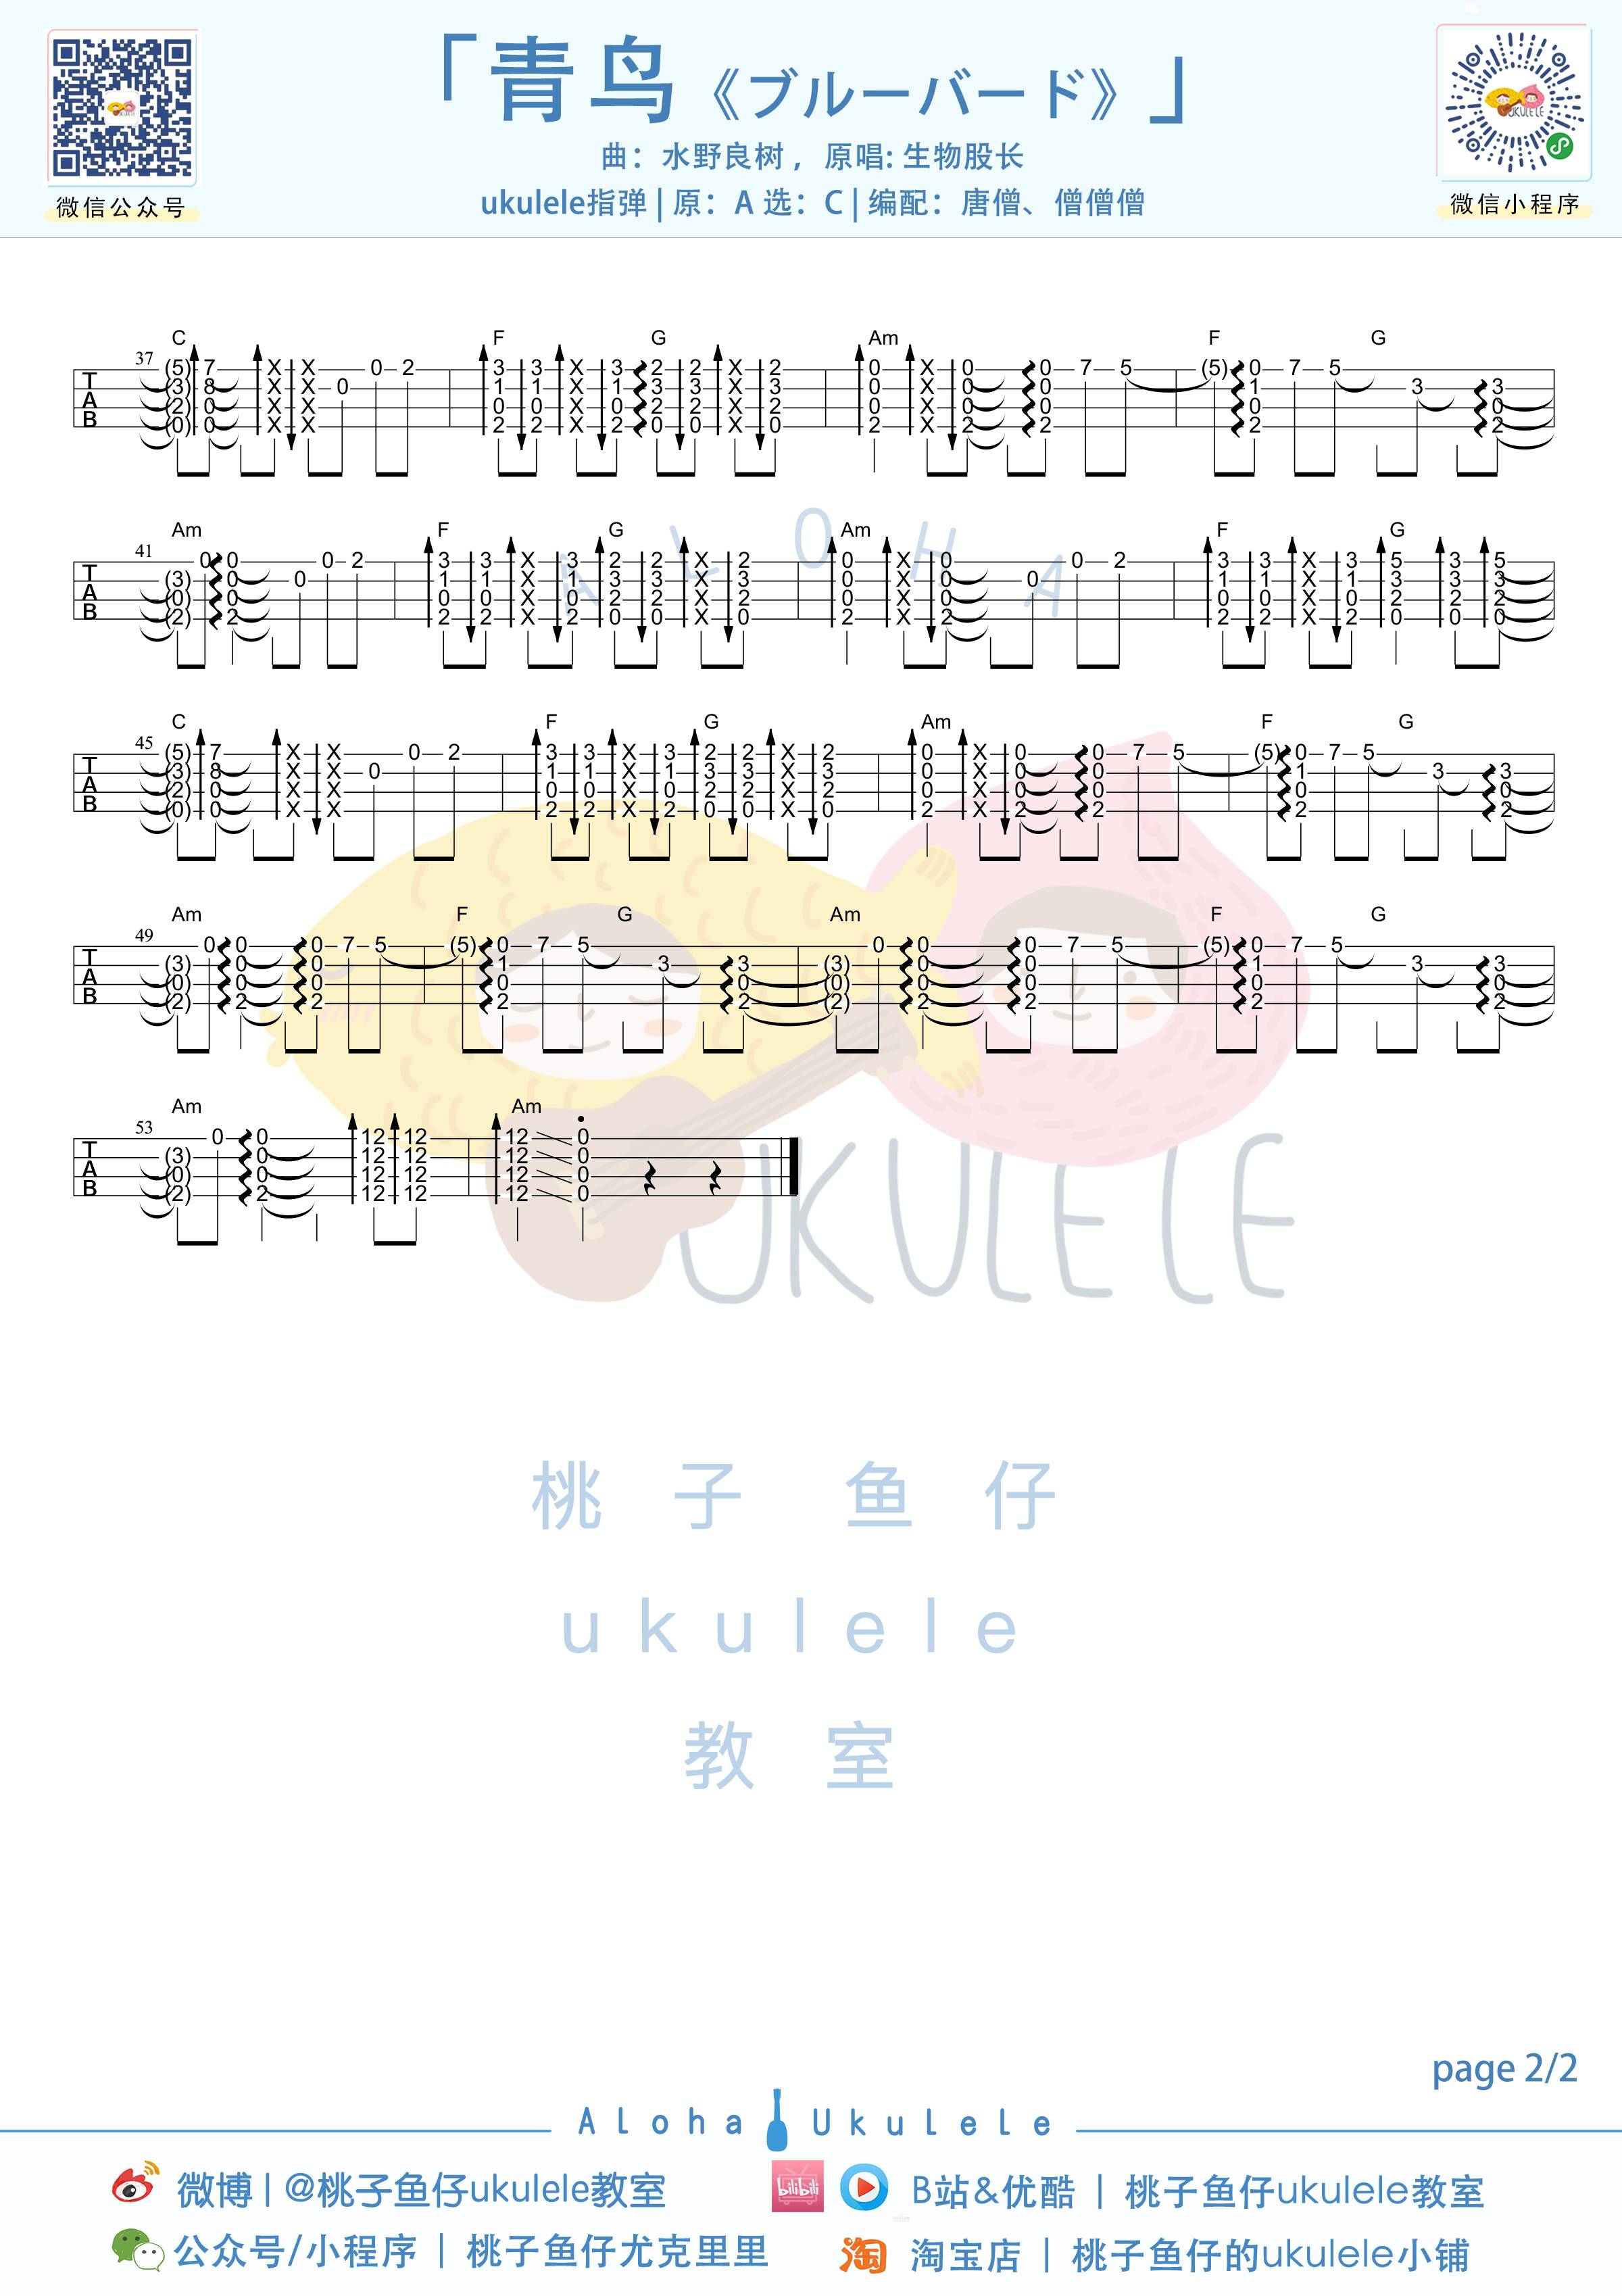 「青鸟《ブルーバード》」
曲：水野良树，原唱:生物股长
ukulele指弹 | 原：A 选：C | 编配：唐僧、僧僧僧
微信公众号
UKULELE
微信小程序
C F G Am F G
37
T
A
B
Am F G Am F G
41
T
A
B
ALOHA
C F G Am F G
45
T
A
B
Am F G Am F G
49
T
A
B
Am Am
53
T
A
B
UKULELE
桃子 鱼仔
ukulele
教室
page 2/2
Aloha Ukulele
微博 | @桃子鱼仔ukulele教室
bilibili
B站&优酷 | 桃子鱼仔ukulele教室
公众号/小程序 | 桃子鱼仔尤克里里
淘
淘宝店 | 桃子鱼仔的ukulele小铺